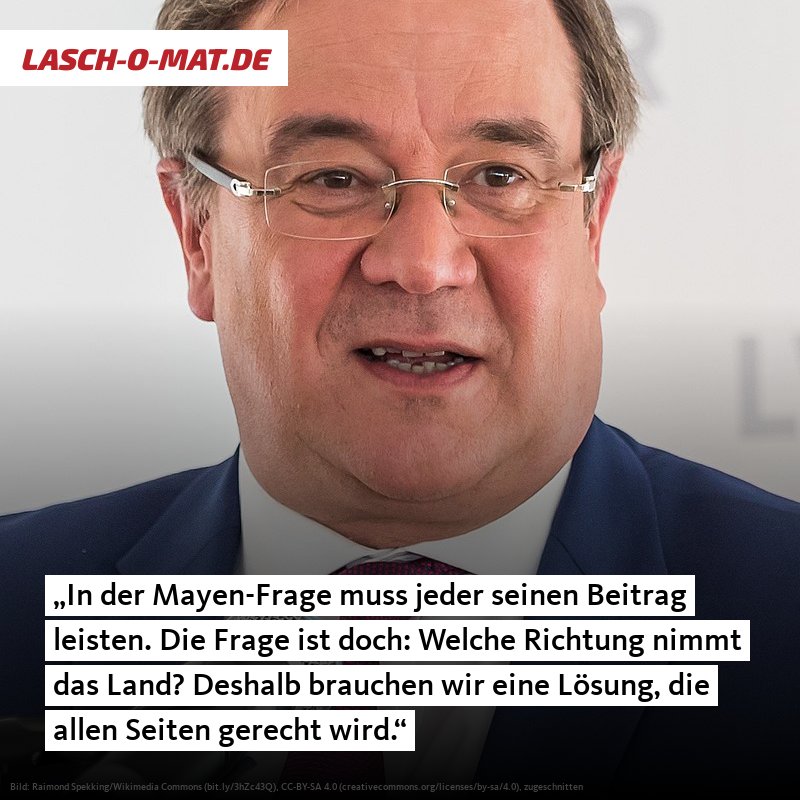 LASCH-O-MAT.DE
„In der Mayen-Frage muss jeder seinen Beitrag
leisten. Die Frage ist doch: Welche Richtung nimmt
das Land? Deshalb brauchen wir eine Lösung, die
allen Seiten gerecht wird.“
Bild: Raimond Spekking/Wikimedia Commons (bit.ly/3hZc43Q), CC-BY-SA 4.0 (creativecommons.org/licenses/by-sa/4.0), zugeschnitten